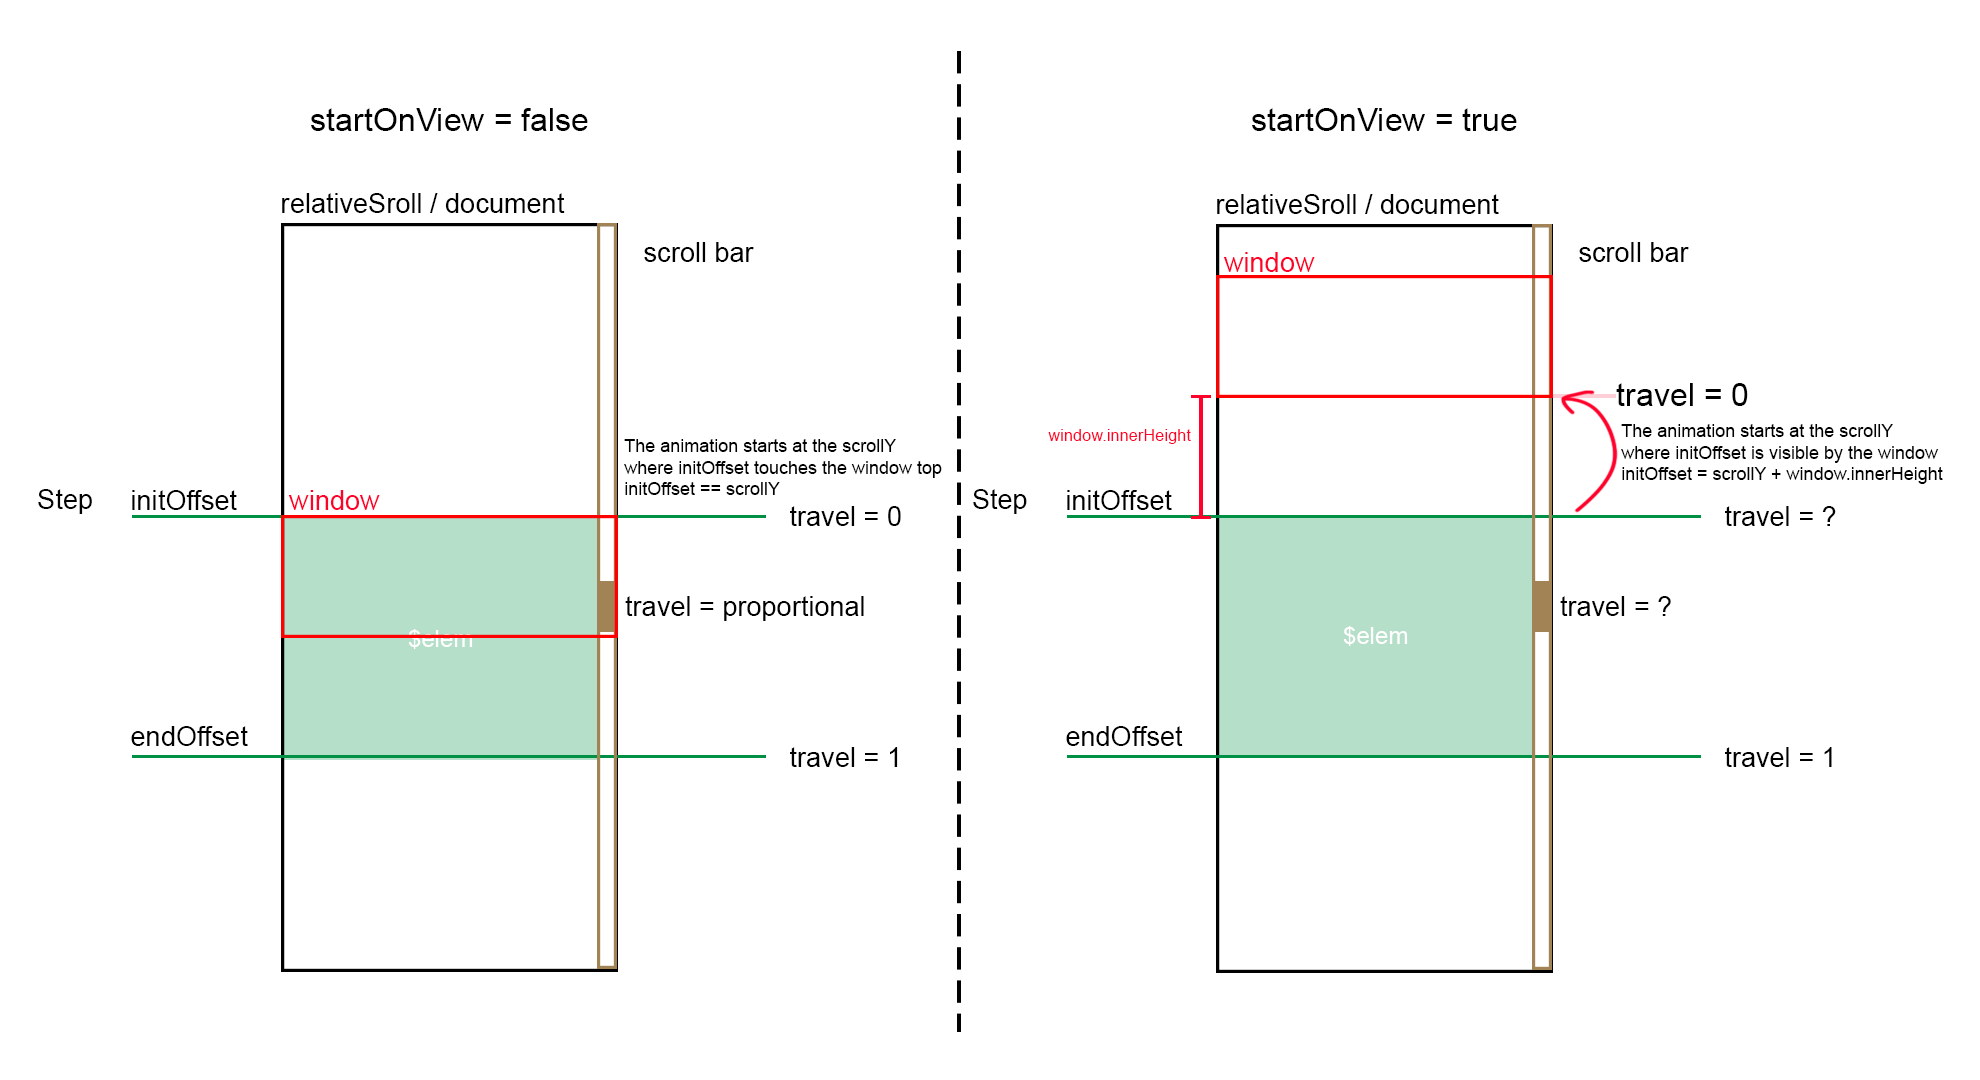 startOnView = false
relativeSroll / document
scroll bar
The animation starts at the scrollY
where initOffset touches the window top
initOffset == scrollY
Step
initOffset
window
travel = 0
travel = proportional
$elem
endOffset
travel = 1
startOnView = true
relativeSroll / document
window
scroll bar
travel = 0
The animation starts at the scrollY
where initOffset is visible by the window
initOffset = scrollY + window.innerHeight
window.innerHeight
Step
initOffset
travel = ?
travel = ?
$elem
endOffset
travel = 1